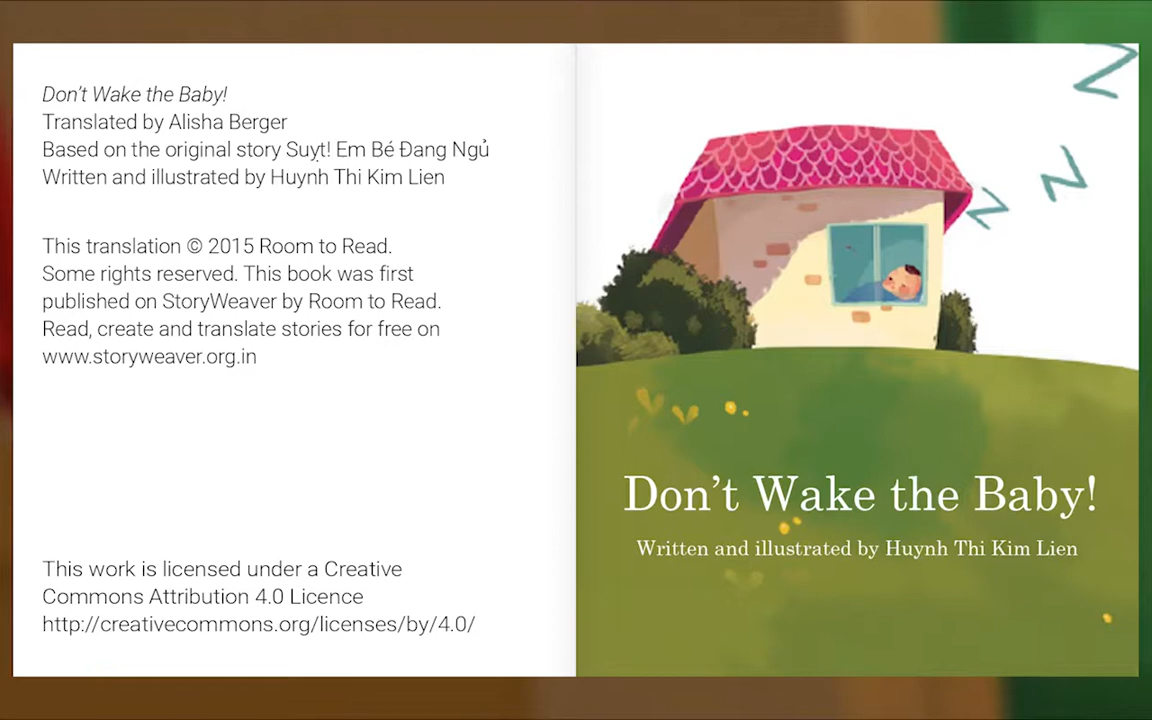 Don't Wake the Baby!
Translated by Alisha Berger
Based on the original story Suỵt! Em Bé Đang Ngủ
Written and illustrated by Huynh Thi Kim Lien
This translation © 2015 Room to Read.
Some rights reserved. This book was first
published on StoryWeaver by Room to Read.
Read, create and translate stories for free on
www.storyweaver.org.in
This work is licensed under a Creative
Commons Attribution 4.0 Licence
http://creativecommons.org/licenses/by/4.0/
Z
Z
Z
Don't Wake the Baby!
Written and illustrated by Huynh Thi Kim Lien